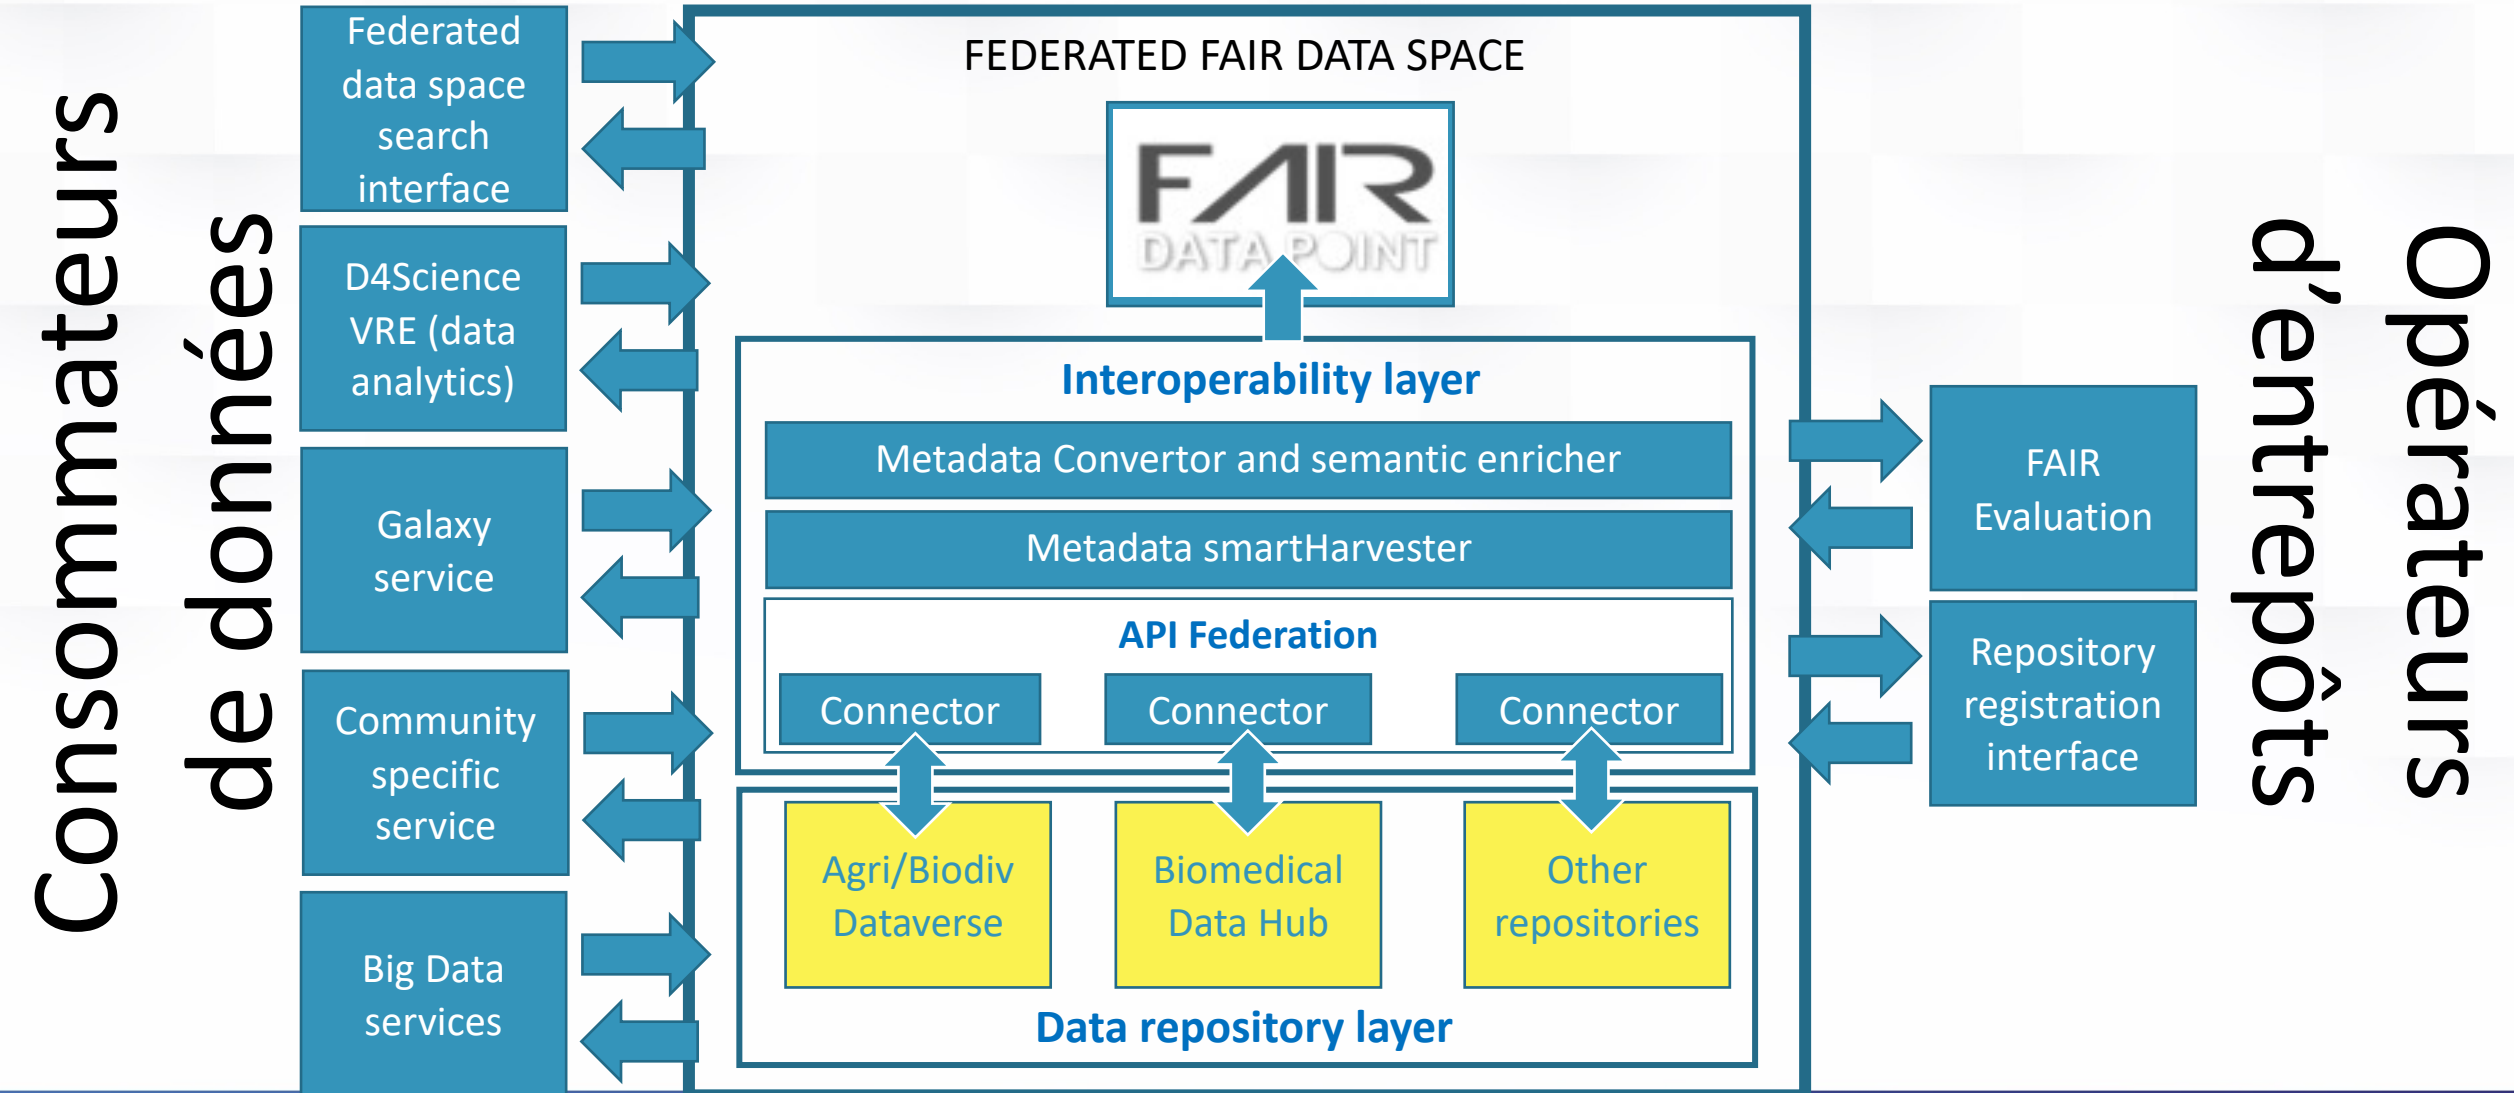 Consommateurs
de données
Federated
data space
search
interface
D4Science
VRE (data
analytics)
Galaxy
service
Community
specific
service
Big Data
services
FEDERATED FAIR DATA SPACE
FAIR
DATA POINT
Interoperability layer
Metadata Convertor and semantic enricher
Metadata smartHarvester
API Federation
Connector
Connector
Connector
Agri/Biodiv
Dataverse
Biomedical
Data Hub
Other
repositories
Data repository layer
FAIR
Evaluation
Repository
registration
interface
Opérateurs
d’entrepôts